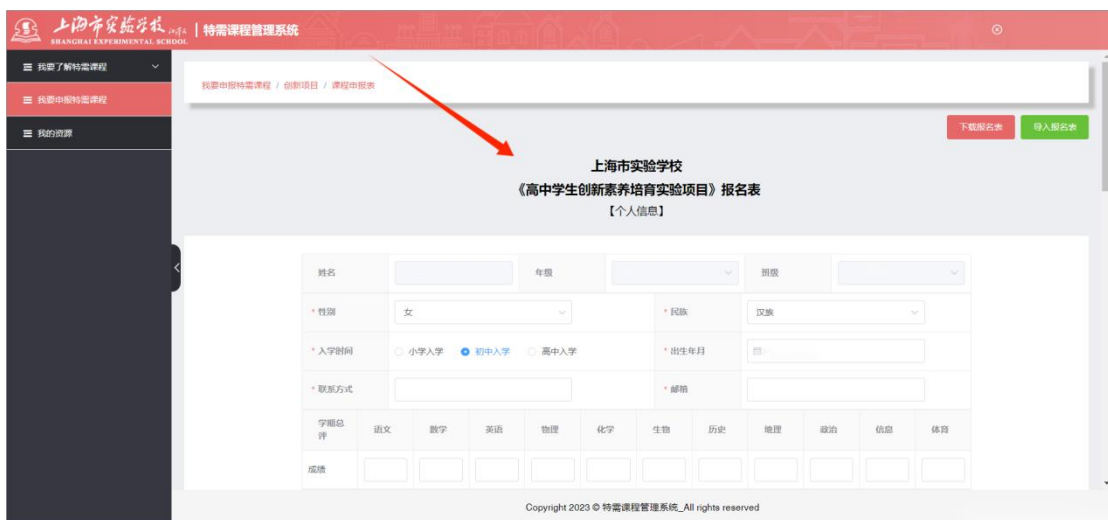 上海市实验学校
SHANGHAI EXPERIMENTAL SCHOOL
特需课程管理系统
我要了解特需课程
我要申报特需课程
我的资源
我要申报特需课程 / 创新项目 / 课程申报表
下载报名表 导入报名表
上海市实验学校
《高中学生创新素养培育实验项目》报名表
【个人信息】
姓名 年级 班级
* 性别 女 * 民族 汉族
* 入学时间 小学入学 初中入学 高中入学 * 出生年月
* 联系方式 * 邮箱
学期总评 语文 数学 英语 物理 化学 生物 历史 地理 政治 信息 体育
成绩
Copyright 2023 © 特需课程管理系统_All rights reserved